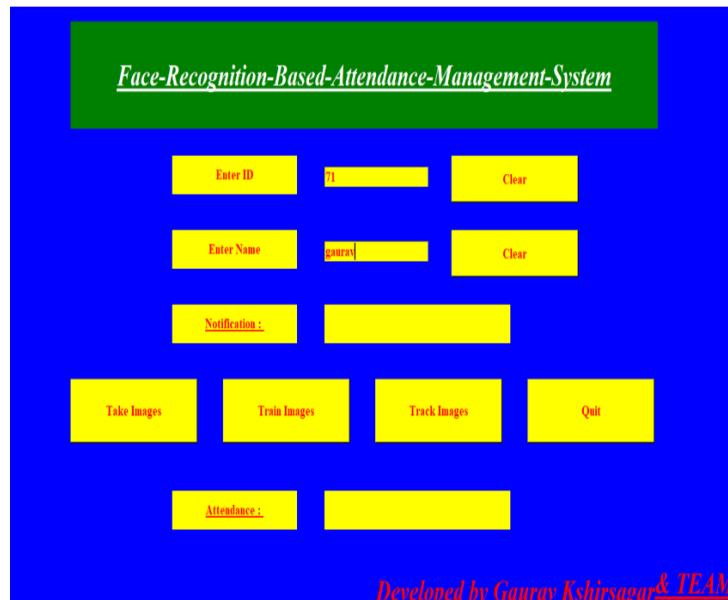 Face-Recognition-Based-Attendance-Management-System
Enter ID 71 Clear
Enter Name gaurav Clear
Notification :
Take Images Train Images Track Images Quit
Attendance :
Developed by Gaurav Kshirsagar & TEAM